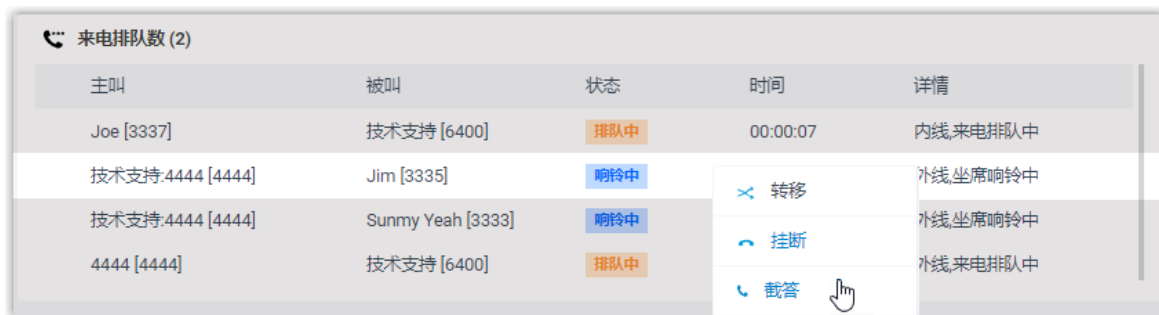 来电排队数 (2)
主叫 被叫 状态 时间 详情
Joe [3337] 技术支持 [6400] 排队中 00:00:07 内线,来电排队中
技术支持:4444 [4444] Jim [3335] 响铃中 外线,坐席响铃中
转移
技术支持:4444 [4444] Sunmy Yeah [3333] 响铃中 外线,坐席响铃中
挂断
4444 [4444] 技术支持 [6400] 排队中 外线,来电排队中
截答